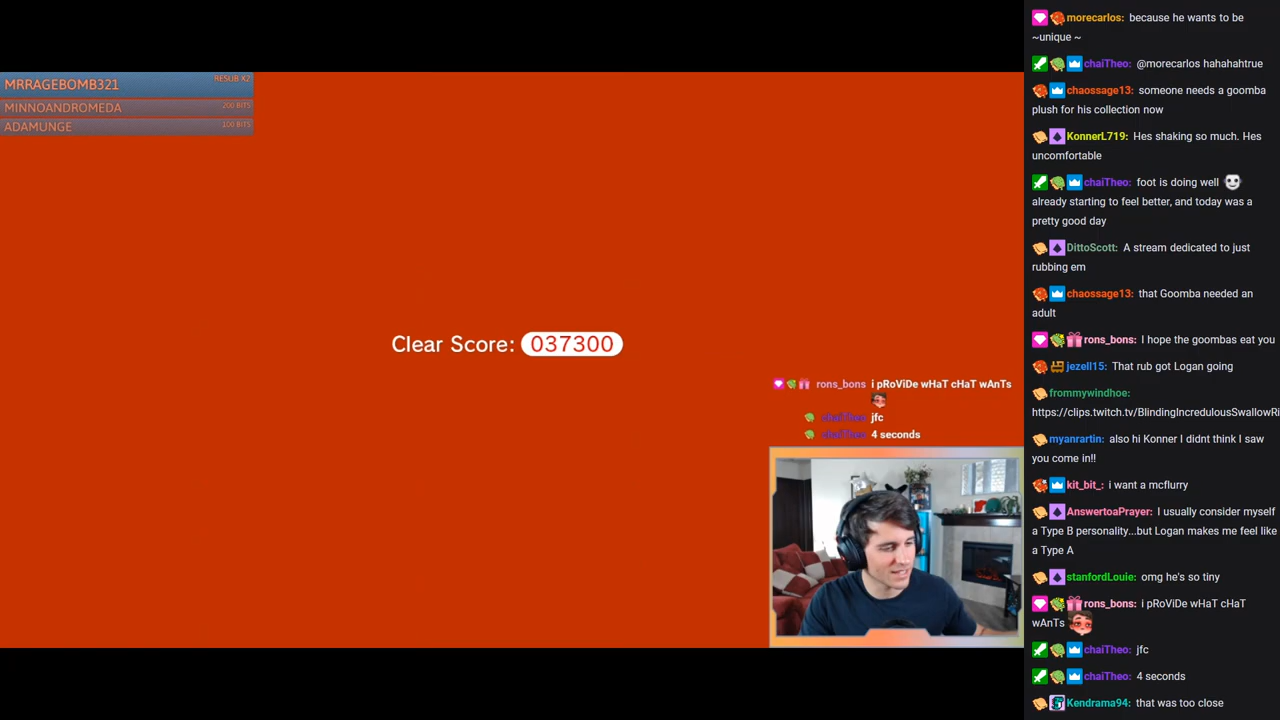 MRRAGEBOMB321 RESUB X2
MINNOANDROMEDA 200 BITS
ADAMUNGE 100 BITS
Clear Score: 037300
rons_bons i pRoViDe wHaT cHaT wAnTs
chaiTheo jfc
chaiTheo 4 seconds
morecarlos: because he wants to be
~unique ~
chaiTheo: @morecarlos hahahahtrue
chaossage13: someone needs a goomba
plush for his collection now
KonnerL719: Hes shaking so much. Hes
uncomfortable
chaiTheo: foot is doing well
already starting to feel better, and today was a
pretty good day
DittoScott: A stream dedicated to just
rubbing em
chaossage13: that Goomba needed an
adult
rons_bons: I hope the goombas eat you
jezell15: That rub got Logan going
frommywindhoe:
https://clips.twitch.tv/BlindingIncredulousSwallowRi
myanrartin: also hi Konner I didnt think I saw
you come in!!
kit_bit_: i want a mcflurry
AnswertoaPrayer: I usually consider myself
a Type B personality...but Logan makes me feel like
a Type A
stanfordLouie: omg he's so tiny
rons_bons: i pRoViDe wHaT cHaT
wAnTs
chaiTheo: jfc
chaiTheo: 4 seconds
Kendrama94: that was too close